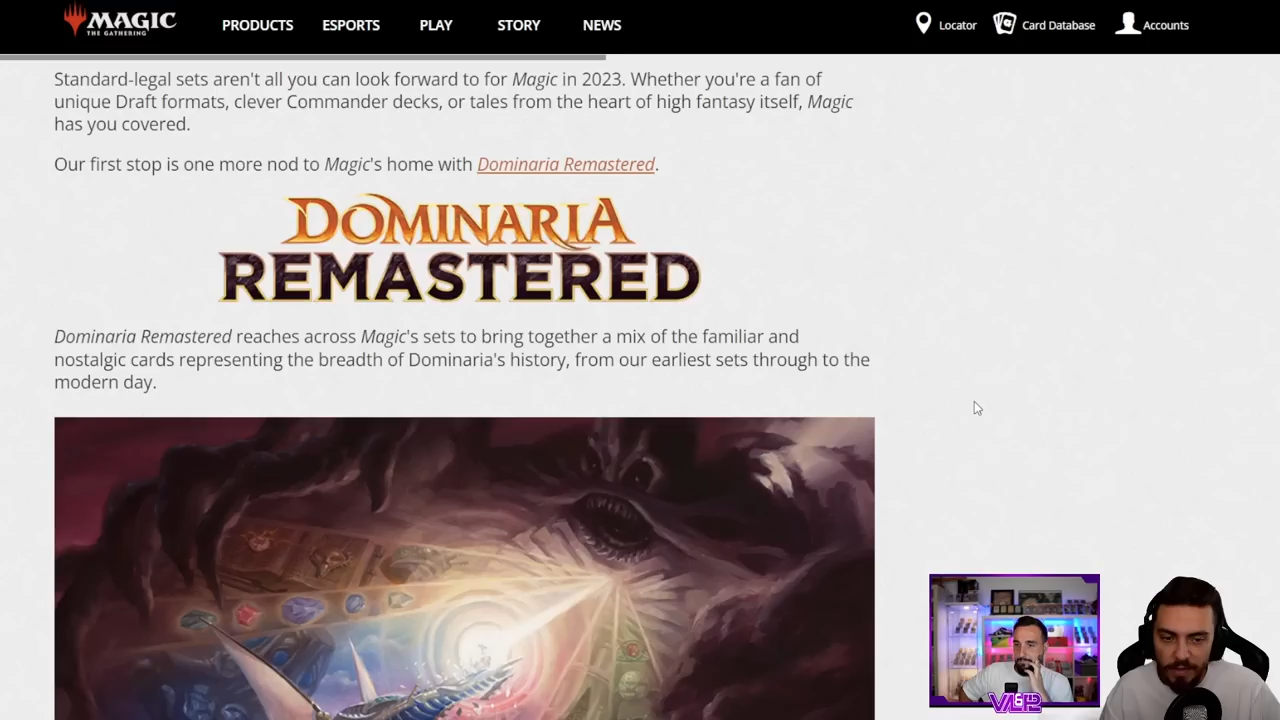 MAGIC
THE GATHERING
PRODUCTS
ESPORTS
PLAY
STORY
NEWS
Locator
Card Database
Accounts
Standard-legal sets aren't all you can look forward to for Magic in 2023. Whether you're a fan of
unique Draft formats, clever Commander decks, or tales from the heart of high fantasy itself, Magic
has you covered.
Our first stop is one more nod to Magic's home with Dominaria Remastered.
DOMINARIA
REMASTERED
Dominaria Remastered reaches across Magic's sets to bring together a mix of the familiar and
nostalgic cards representing the breadth of Dominaria's history, from our earliest sets through to the
modern day.